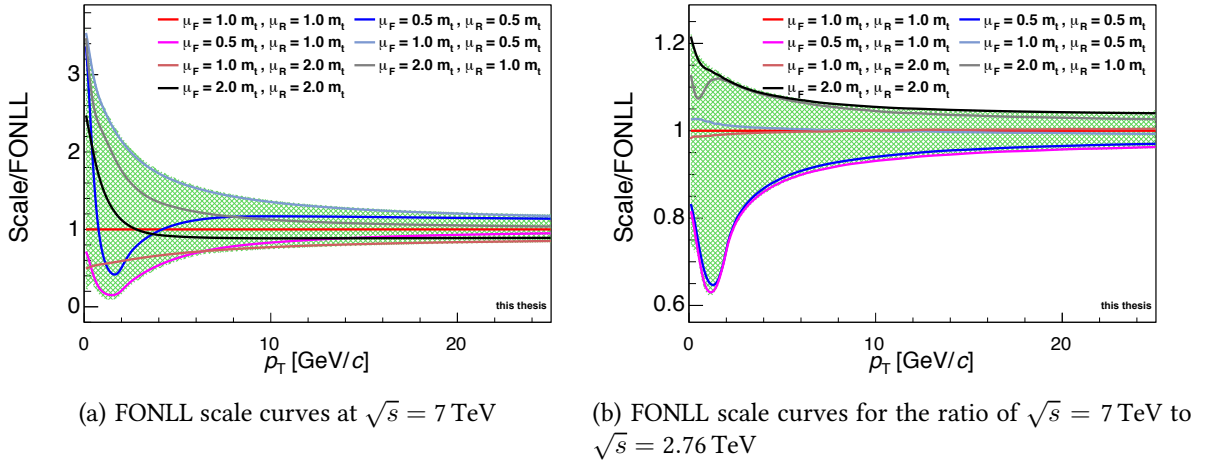 μF = 1.0 mt , μR = 1.0 mt μF = 0.5 mt , μR = 0.5 mt
μF = 0.5 mt , μR = 1.0 mt μF = 1.0 mt , μR = 0.5 mt
μF = 1.0 mt , μR = 2.0 mt μF = 2.0 mt , μR = 1.0 mt
μF = 2.0 mt , μR = 2.0 mt
Scale/FONLL
3
2
1
0
this thesis
0 10 20
pT [GeV/c]
(a) FONLL scale curves at √s = 7 TeV
μF = 1.0 mt , μR = 1.0 mt μF = 0.5 mt , μR = 0.5 mt
μF = 0.5 mt , μR = 1.0 mt μF = 1.0 mt , μR = 0.5 mt
μF = 1.0 mt , μR = 2.0 mt μF = 2.0 mt , μR = 1.0 mt
μF = 2.0 mt , μR = 2.0 mt
Scale/FONLL
1.2
1
0.8
0.6
this thesis
0 10 20
pT [GeV/c]
(b) FONLL scale curves for the ratio of √s = 7 TeV to
√s = 2.76 TeV